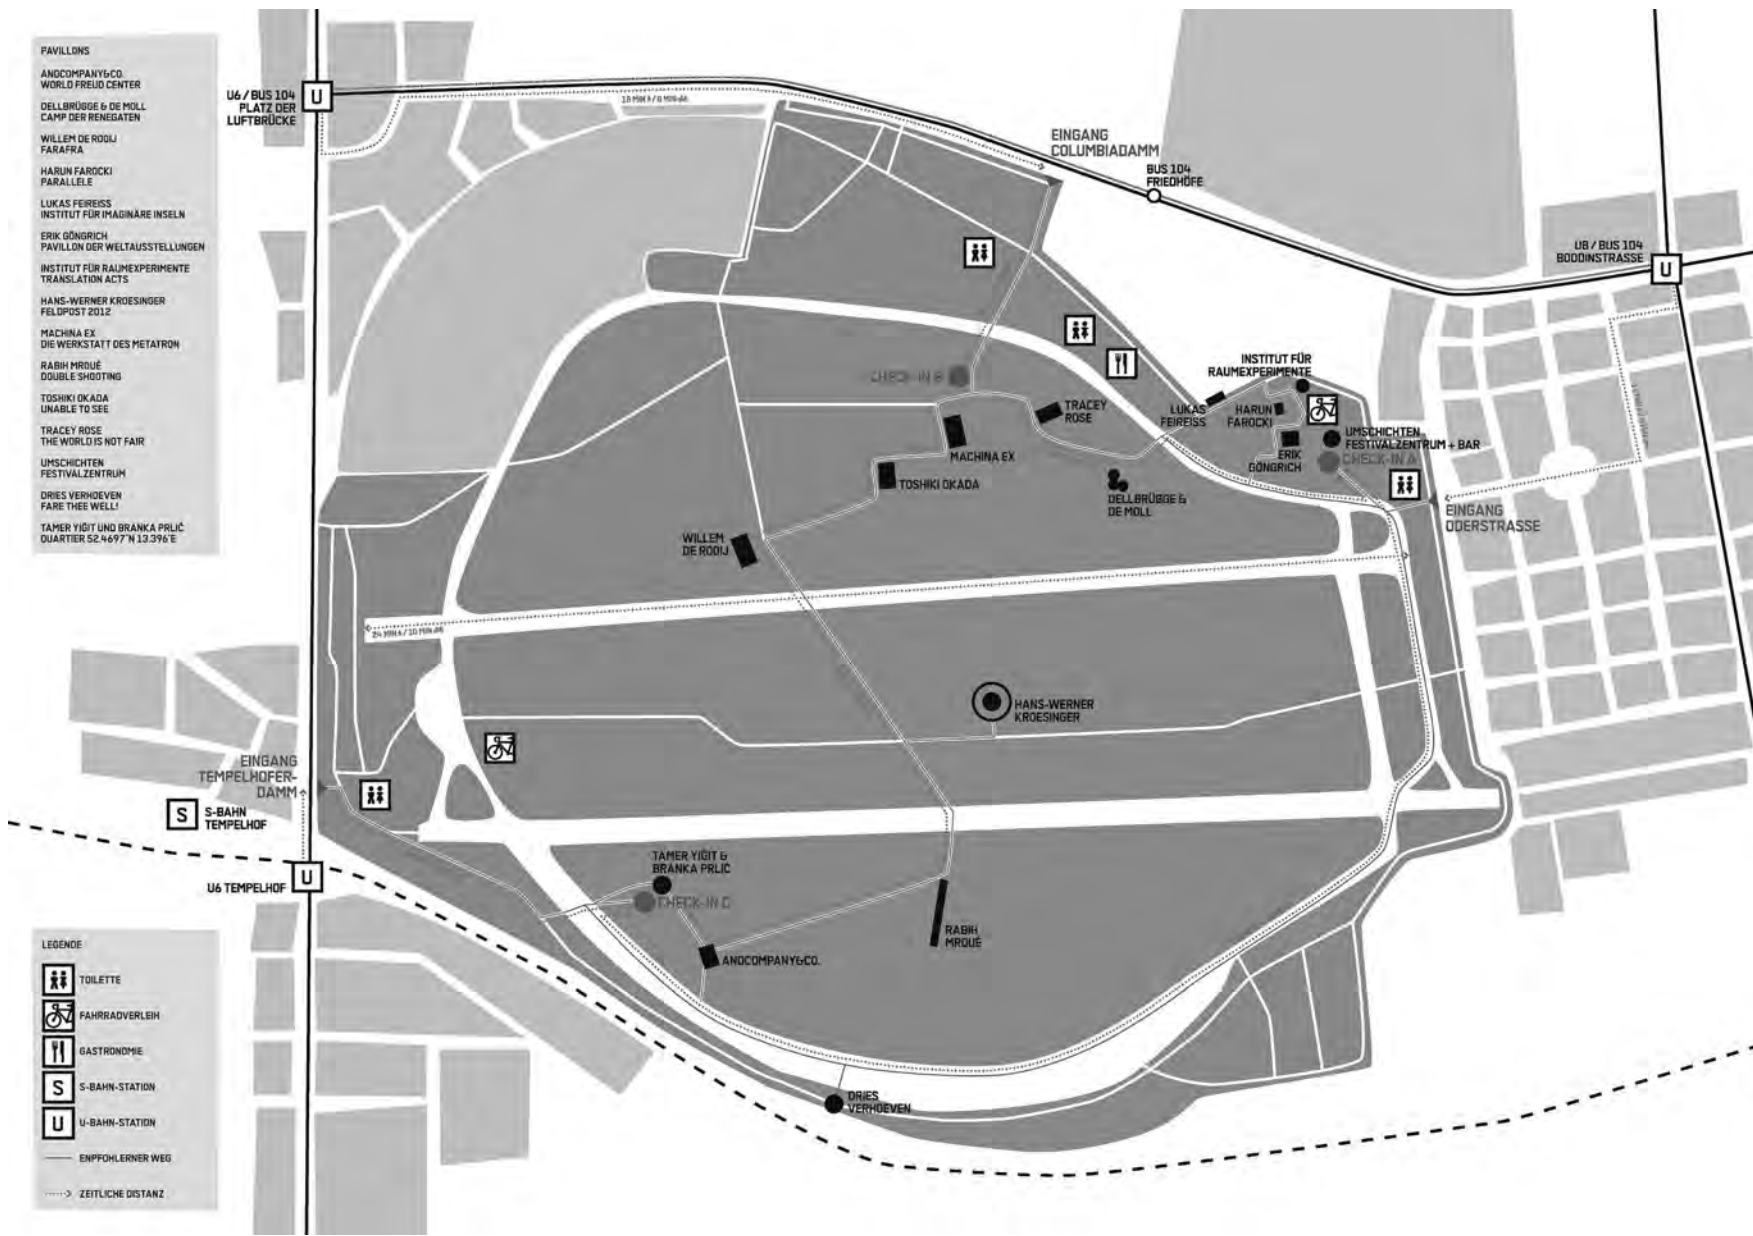 PAVILLONS
ANDCOMPANY&CO.
WORLD FREUD CENTER
DELLBRÜGGE & DE MOLL
CAMP DER RENEGATEN
WILLEM DE ROOIJ
FARAFRA
HARUN FAROCKI
PARALLELE
LUKAS FEIREISS
INSTITUT FÜR IMAGINÄRE INSELN
ERIK GÖNGRICH
PAVILLON DER WELTAUSSTELLUNGEN
INSTITUT FÜR RAUMEXPERIMENTE
TRANSLATION ACTS
HANS-WERNER KROESINGER
FELDPOST 2012
MACHINA EX
DIE WERKSTATT DES METATRON
RABIH MROUÉ
DOUBLE SHOOTING
TOSHIKI OKADA
UNABLE TO SEE
TRACEY ROSE
THE WORLD IS NOT FAIR
UMSCHICHTEN
FESTIVALZENTRUM
DRIES VERHOEVEN
FARE THEE WELL!
TAMER YIĞIT UND BRANKA PRLIĆ
QUARTIER 52.4697°N 13.396°E
U6 / BUS 104
PLATZ DER
LUFTBRÜCKE
U
EINGANG
COLUMBIADAMM
BUS 104
FRIEDHÖFE
U8 / BUS 104
BODDINSTRASSE
U
CHECK-IN B
TRACEY
ROSE
MACHINA EX
TOSHIKI OKADA
LUKAS
FEIREISS
INSTITUT FÜR
RAUMEXPERIMENTE
HARUN
FAROCKI
ERIK
GÖNGRICH
UMSCHICHTEN
FESTIVALZENTRUM + BAR
CHECK-IN A
DELLBRÜGGE &
DE MOLL
EINGANG
ODERSTRASSE
WILLEM
DE ROOIJ
HANS-WERNER
KROESINGER
EINGANG
TEMPELHOFER-
DAMM
S
S-BAHN
TEMPELHOF
U6 TEMPELHOF
U
TAMER YIĞIT &
BRANKA PRLIĆ
CHECK-IN C
ANDCOMPANY&CO.
RABIH
MROUÉ
DRIES
VERHOEVEN
LEGENDE
TOILETTE
FAHRRADVERLEIH
GASTRONOMIE
S
S-BAHN-STATION
U
U-BAHN-STATION
ENPFOHLERNER WEG
ZEITLICHE DISTANZ